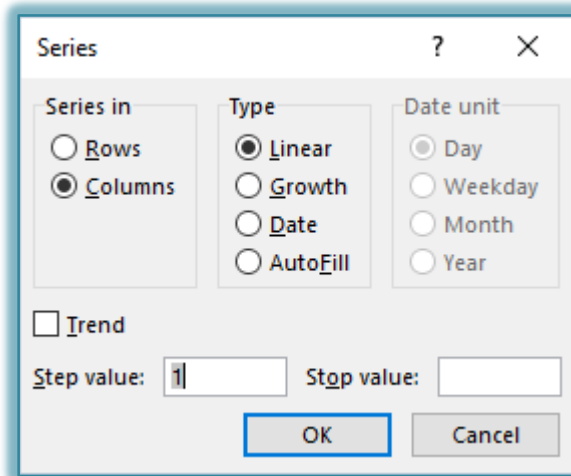 Series ? ×
Series in
Rows
Columns
Type
Linear
Growth
Date
AutoFill
Date unit
Day
Weekday
Month
Year
Trend
Step value: 1 Stop value:
OK Cancel